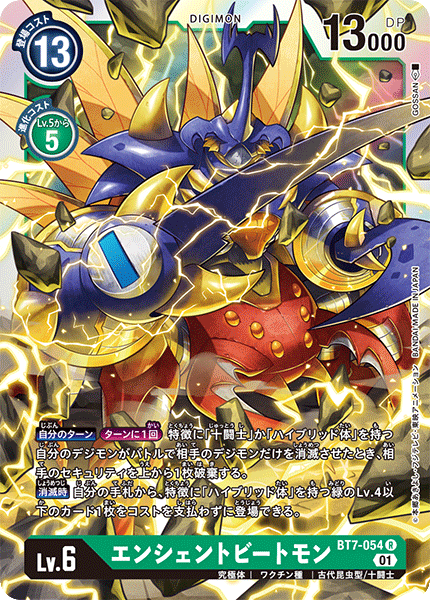 DIGIMON
登場コスト
13
DP
13000
進化コスト
Lv.5から
5
GOSSAN
自分のターン ターンに1回 特徴に「十闘士」か「ハイブリッド体」を持つ
自分のデジモンがバトルで相手のデジモンだけを消滅させたとき、相
手のセキュリティを上から1枚破棄する。
消滅時 自分の手札から、特徴に「ハイブリッド体」を持つ緑のLv.4以
下のカード1枚をコストを支払わずに登場できる。
©本郷あきよし・フジテレビ・東映アニメーション BANDAI MADE IN JAPAN
Lv.6
エンシェントビートモン
BT7-054 R
01
究極体 | ワクチン種 | 古代昆虫型/十闘士